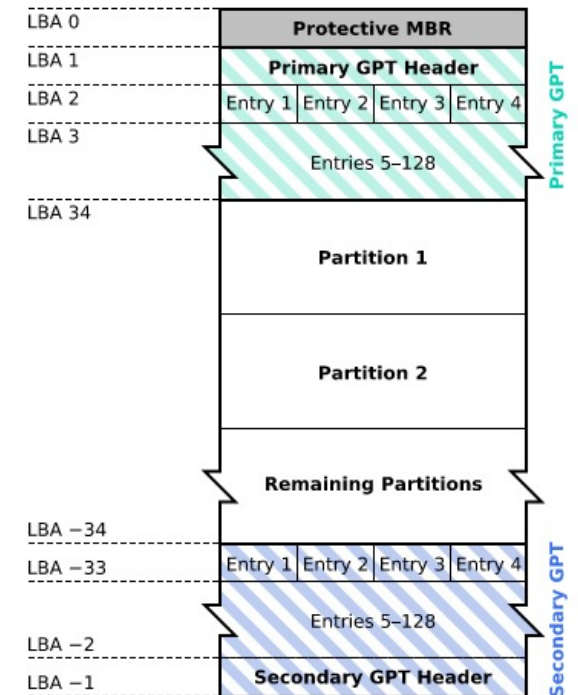 LBA 0
Protective MBR
LBA 1
Primary GPT Header
LBA 2
Entry 1 Entry 2 Entry 3 Entry 4
LBA 3
Entries 5–128
Primary GPT
LBA 34
Partition 1
Partition 2
Remaining Partitions
LBA −34
Entry 1 Entry 2 Entry 3 Entry 4
LBA −33
Entries 5–128
LBA −2
Secondary GPT Header
LBA −1
Secondary GPT